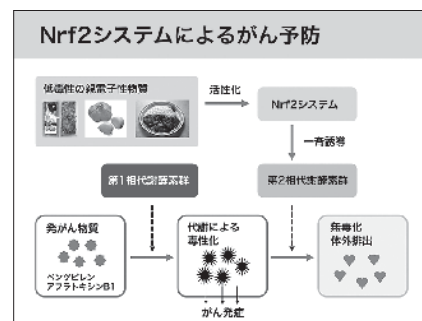 Nrf2システムによるがん予防
低毒性の親電子性物質
活性化
Nrf2システム
一斉誘導
第1相代謝酵素群
第2相代謝酵素群
発がん物質
ベンゾピレン
アフラトキシンB1
代謝による
毒性化
無毒化
体外排出
がん発症